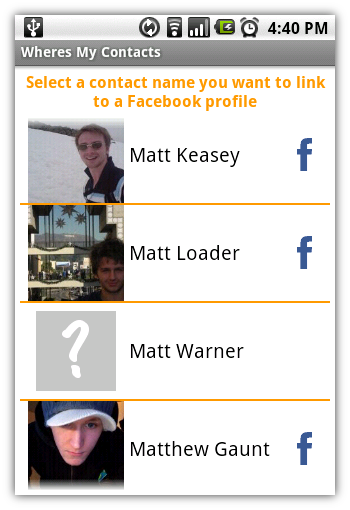 4:40 PM
Wheres My Contacts
Select a contact name you want to link
to a Facebook profile
Matt Keasey
f
Matt Loader
f
?
Matt Warner
Matthew Gaunt
f